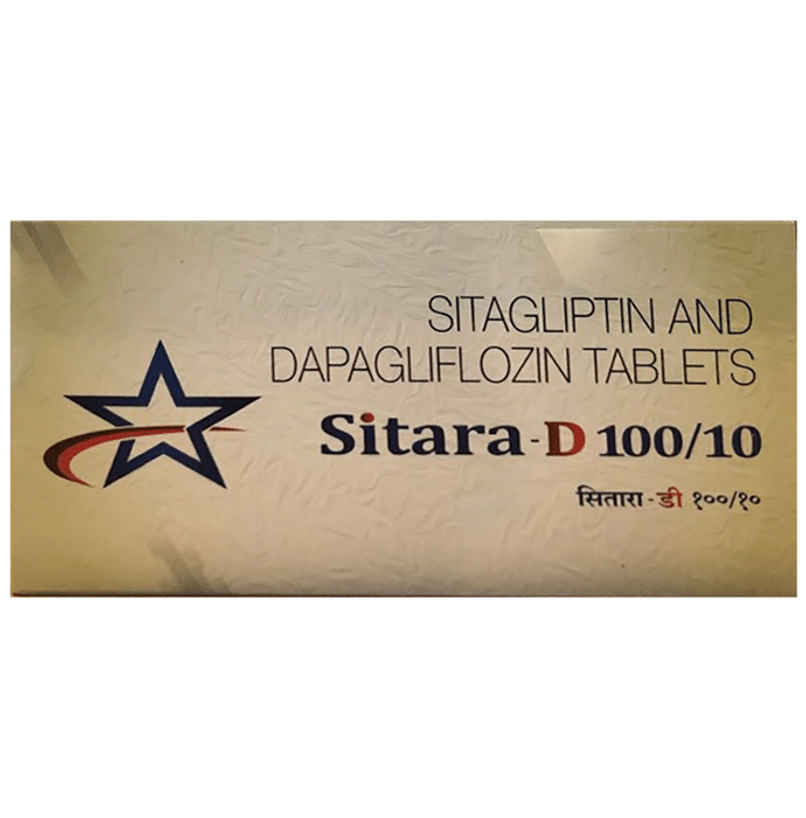 SITAGLIPTIN AND
DAPAGLIFLOZIN TABLETS
Sitara-D 100/10
सितारा-डी १००/१०